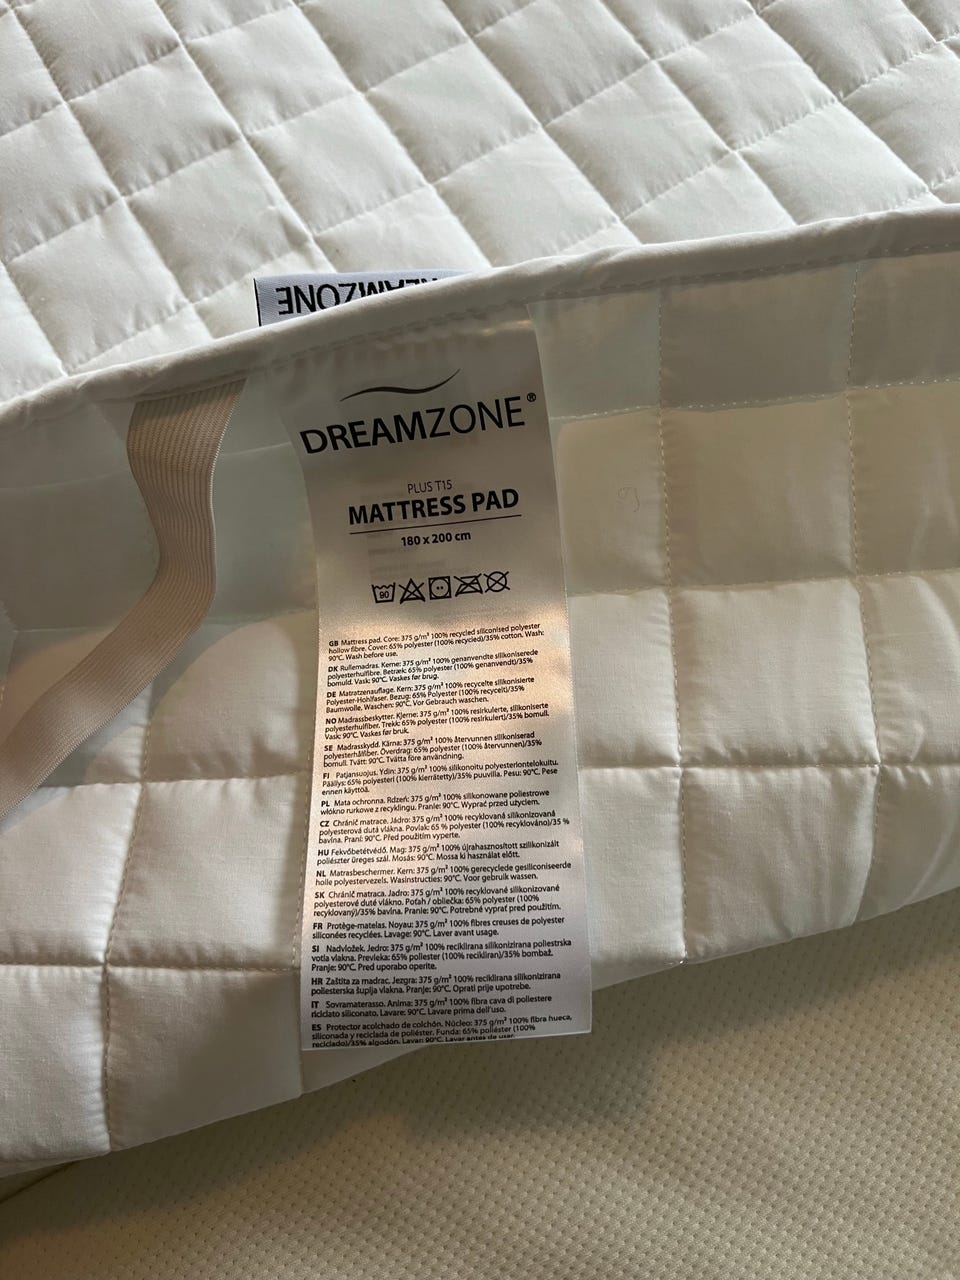 DREAMZONE
DREAMZONE®
PLUS T15
MATTRESS PAD
180 x 200 cm
90
GB Mattress pad. Core: 375 g/m² 100% recycled siliconised polyester
hollow fibre. Cover: 65% polyester (100% recycled)/35% cotton. Wash:
90°C. Wash before use.
DK Rullemadras. Kerne: 375 g/m² 100% genanvendte silikoniserede
polyesterhulfibre. Betræk: 65% polyester (100% genanvendt)/35%
bomuld. Vask: 90°C. Vaskes før brug.
DE Matratzenauflage. Kern: 375 g/m² 100% recycelte silikonisierte
Polyester-Hohlfaser. Bezug: 65% Polyester (100% recycelt)/35%
Baumwolle. Waschen: 90°C. Vor Gebrauch waschen.
NO Madrassbeskytter. Kjerne: 375 g/m² 100% resirkulerte, silikoniserte
polyesterhulfiber. Trekk: 65% polyester (100% resirkulert)/35% bomull.
Vask: 90°C. Vaskes før bruk.
SE Madrasskydd. Kärna: 375 g/m² 100% återvunnen silikoniserad
polyesterhålfiber. Överdrag: 65% polyester (100% återvunnen)/35%
bomull. Tvätt: 90°C. Tvätta före användning.
FI Patjansuojus. Ydin: 375 g/m² 100% silikonoitu polyesteriontelokuitu.
Päällys: 65% polyesteri (100% kierrätetty)/35% puuvilla. Pesu: 90°C. Pese
ennen käyttöä.
PL Mata ochronna. Rdzeń: 375 g/m² 100% silikonowane poliestrowe
włókno rurkowe z recyklingu. Pranie: 90°C. Wyprać przed użyciem.
CZ Chránič matrace. Jádro: 375 g/m² 100% recyklovaná silikonizovaná
polyesterová dutá vlákna. Povlak: 65 % polyester (100% recyklováno)/35 %
bavlna. Praní: 90°C. Před použitím vyperte.
HU Fekvőbetétvédő. Mag: 375 g/m² 100% újrahasznosított szilikonizált
poliészter üreges szál. Mosás: 90°C. Mossa ki használat előtt.
NL Matrasbeschermer. Kern: 375 g/m² 100% gerecyclede gesiliconiseerde
holle polyestervezels. Wasinstructies: 90°C. Voor gebruik wassen.
SK Chránič matraca. Jadro: 375 g/m² 100% recyklované silikonizované
polyesterové duté vlákno. Poťah / obliečka: 65% polyester (100%
recyklovaný)/35% bavlna. Pranie: 90°C. Potrebné vyprať pred použitím.
FR Protège-matelas. Noyau: 375 g/m² 100% fibres creuses de polyester
siliconées recyclées. Lavage: 90°C. Laver avant usage.
SI Nadvložek. Jedro: 375 g/m² 100% reciklirana silikonizirana poliestrska
votla vlakna. Prevleka: 65% poliester (100% recikliran)/35% bombaž.
Pranje: 90°C. Pred uporabo operite.
HR Zaštita za madrac. Jezgra: 375 g/m² 100% reciklirana silikonizirana
poliesterska šuplja vlakna. Pranje: 90°C. Oprati prije upotrebe.
IT Sovramaterasso. Anima: 375 g/m² 100% fibra cava di poliestere
riciclato siliconato. Lavare: 90°C. Lavare prima dell'uso.
ES Protector acolchado de colchón. Núcleo: 375 g/m² 100% fibra hueca,
siliconada y reciclada de poliéster. Funda: 65% poliéster (100%
reciclado)/35% algodón. Lavar: 90°C. Lavar antes de usar.